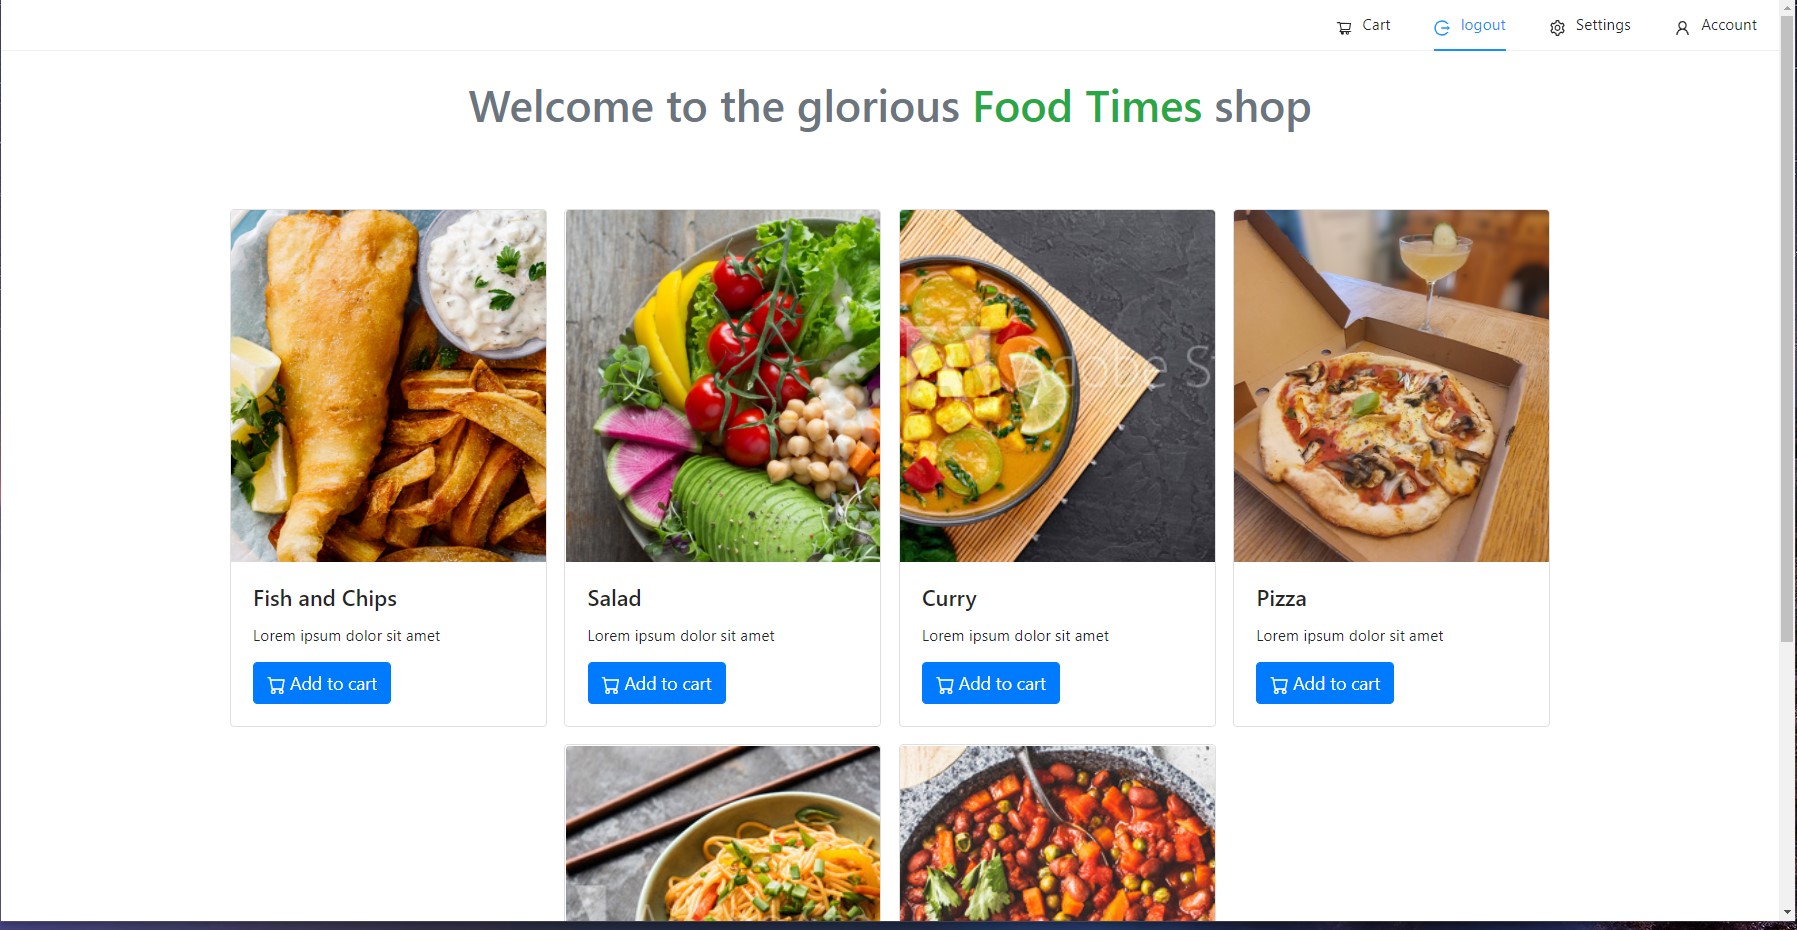 Cart
logout
Settings
Account
Welcome to the glorious Food Times shop
Adobe S
Fish and Chips
Salad
Curry
Pizza
Lorem ipsum dolor sit amet
Lorem ipsum dolor sit amet
Lorem ipsum dolor sit amet
Lorem ipsum dolor sit amet
Add to cart
Add to cart
Add to cart
Add to cart